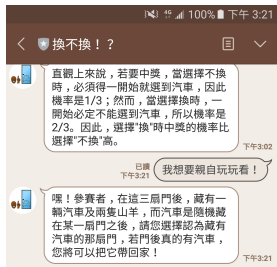 4G 100% 下午 3:21
換不換！？
直觀上來說，若要中獎，當選擇不換
時，必須得一開始就選到汽車，因此
機率是1/3；然而，當選擇換時，一
開始必定不能選到汽車，所以機率是
2/3。因此，選擇"換"時中獎的機率比
選擇"不換"高。
下午3:02
已讀
下午3:21
我想要親自玩玩看！
嘿！參賽者，在這三扇門後，藏有一
輛汽車及兩隻山羊，而汽車是隨機藏
在某一扇門之後，請您選擇認為藏有
汽車的那扇門，若門後真的有汽車，
您將可以把它帶回家！
下午3:21